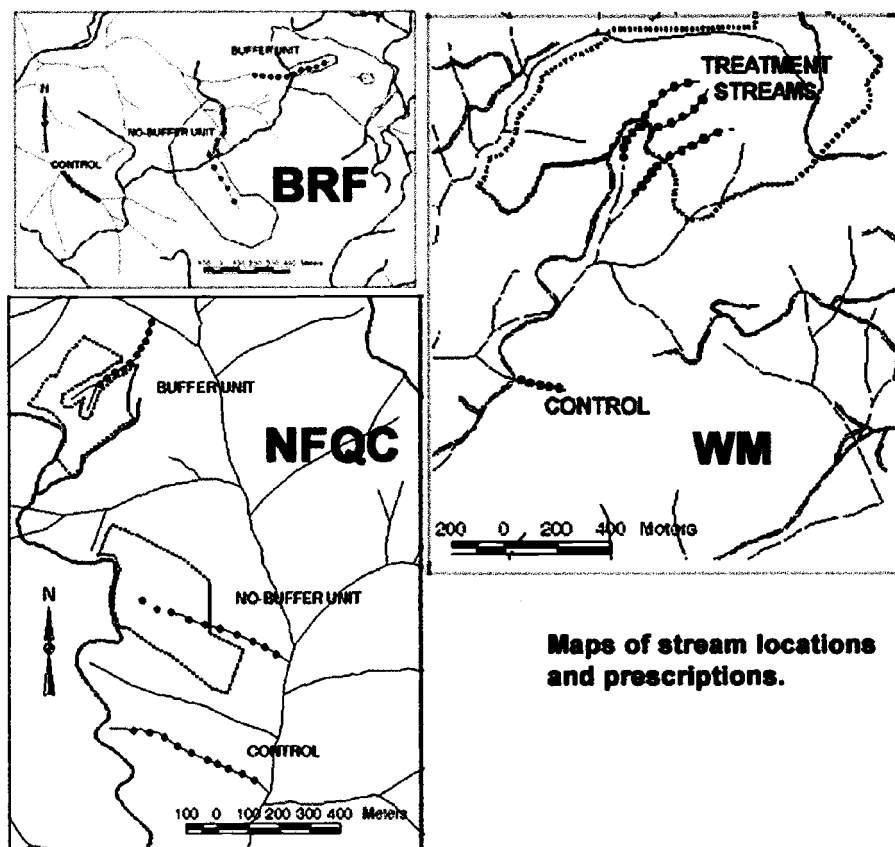 BUFFER UNIT
N
NO-BUFFER UNIT
CONTROL
BRF
Meters
TREATMENT
STREAMS
CONTROL
WM
200 0 200 400 Meters
BUFFER UNIT
NFQC
N
NO-BUFFER UNIT
CONTROL
100 0 100 200 300 400 Meters
Maps of stream locations
and prescriptions.